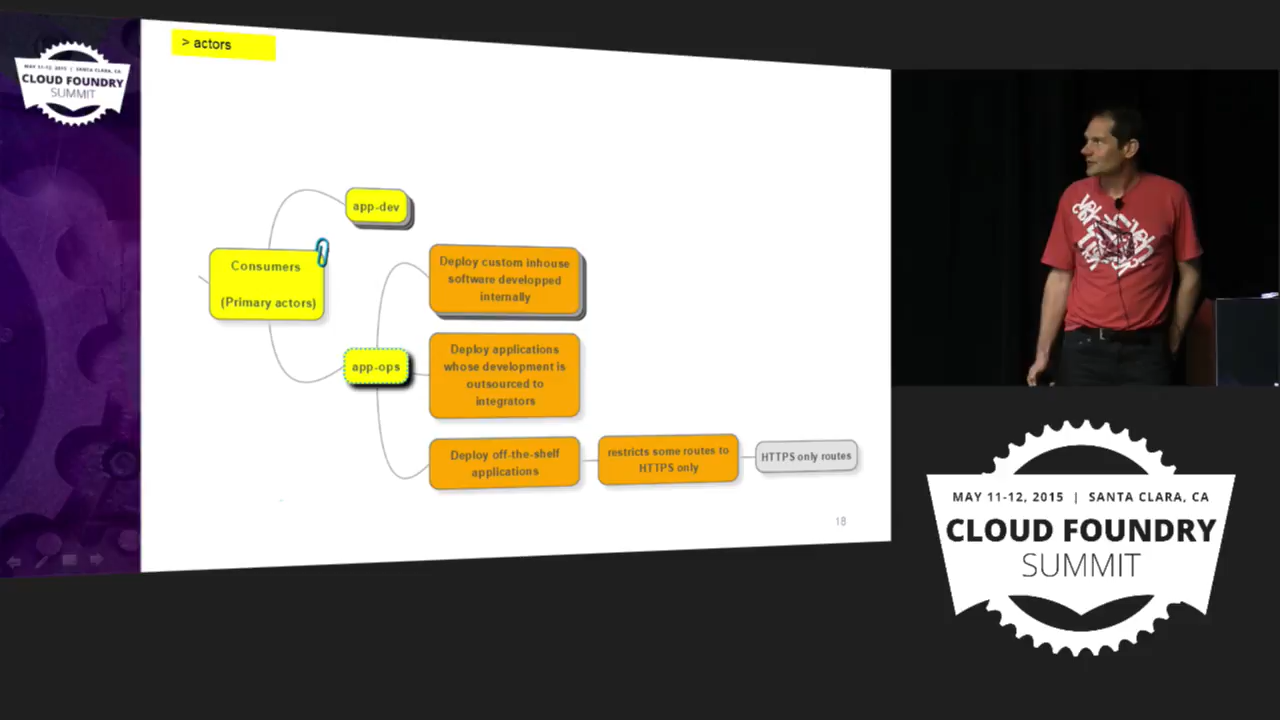 > actors
MAY 11-12, 2015 | SANTA CLARA, CA
CLOUD FOUNDRY
SUMMIT
app-dev
Consumers
(Primary actors)
app-ops
Deploy custom inhouse
software developped
internally
Deploy applications
whose development is
outsourced to
integrators
Deploy off-the-shelf
applications
restricts some routes to
HTTPS only
HTTPS only routes
18
MAY 11-12, 2015 | SANTA CLARA, CA
CLOUD FOUNDRY
SUMMIT